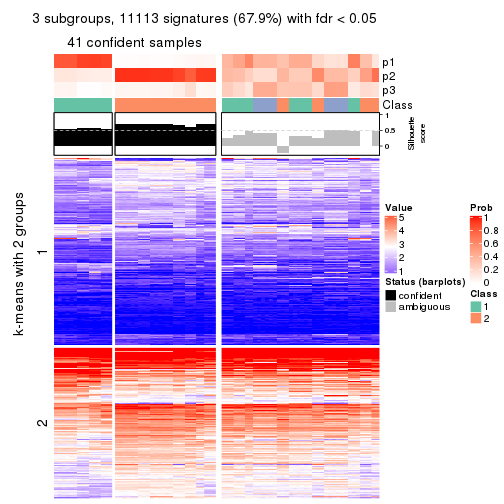 3 subgroups, 11113 signatures (67.9%) with fdr < 0.05
41 confident samples
p1
p2
p3
Class
1
0.5
0
Silhouette
score
k-means with 2 groups
1
2
Value
5
4
3
2
1
Status (barplots)
confident
ambiguous
Prob
1
0.8
0.6
0.4
0.2
0
Class
1
2